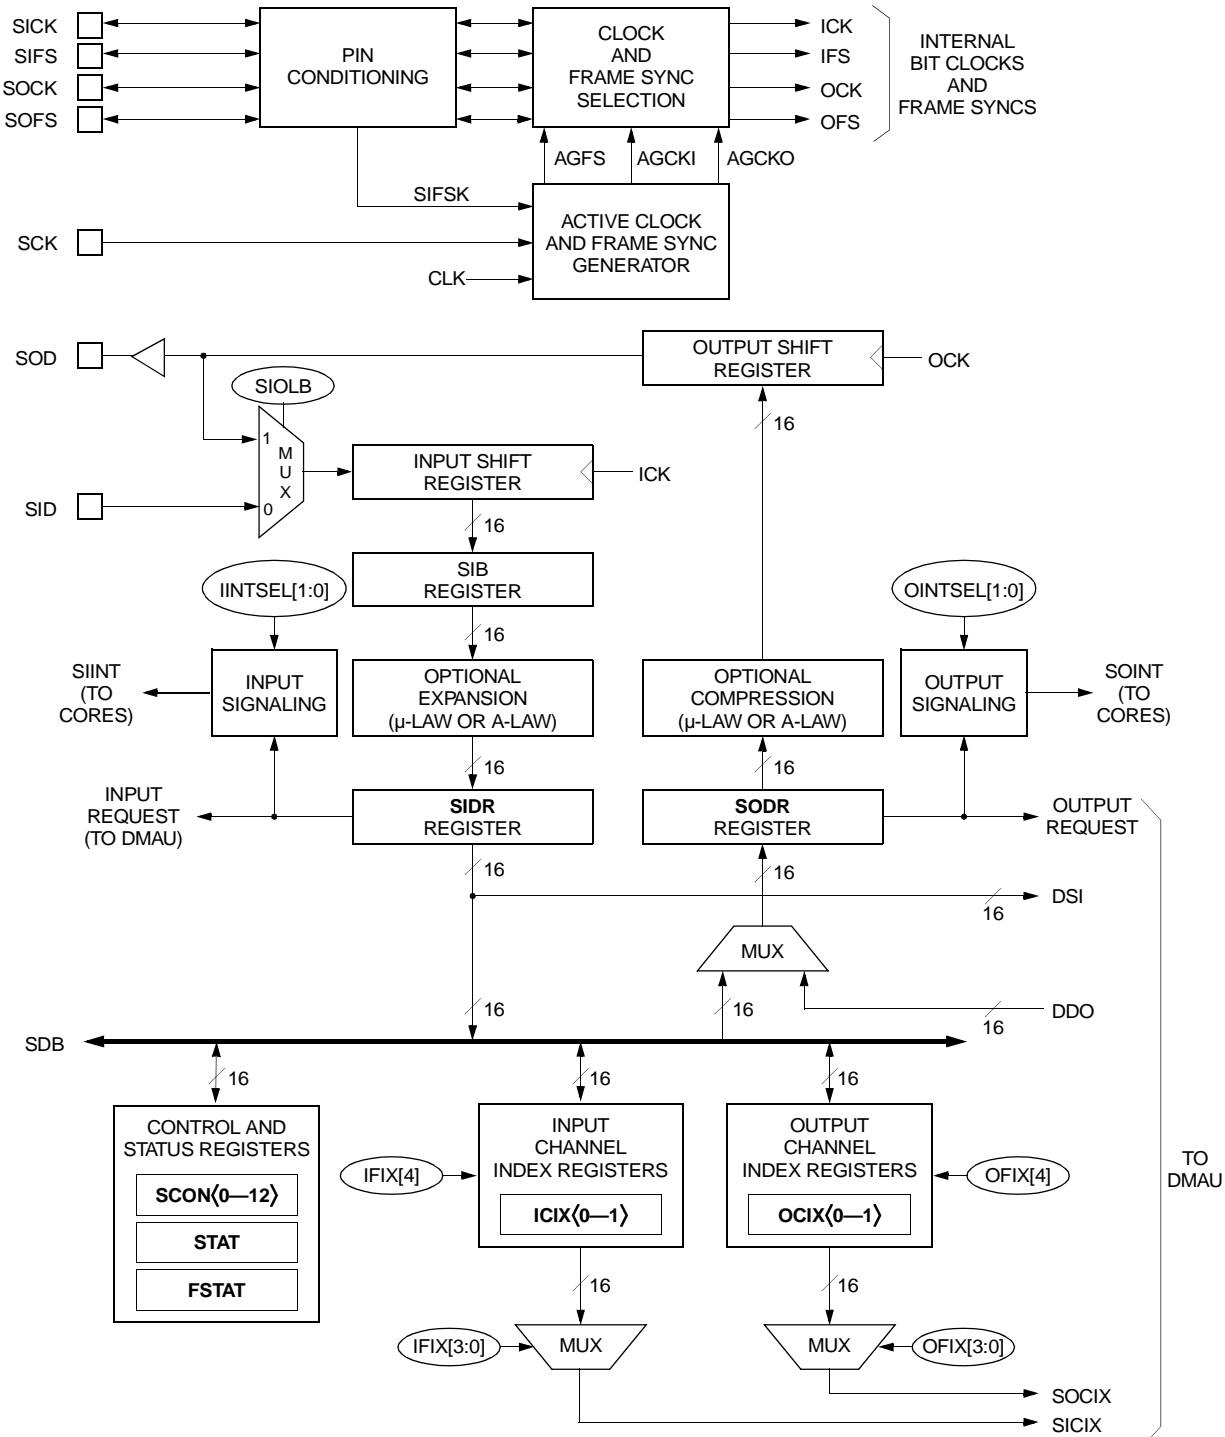 SICK
SIFS
SOCK
SOFS
PIN
CONDITIONING
CLOCK
AND
FRAME SYNC
SELECTION
ICK
IFS
OCK
OFS
INTERNAL
BIT CLOCKS
AND
FRAME SYNCS
AGFS
AGCKI
AGCKO
SIFSK
SCK
CLK
ACTIVE CLOCK
AND FRAME SYNC
GENERATOR
SOD
OUTPUT SHIFT
REGISTER
OCK
SIOLB
16
1
MUX
0
INPUT SHIFT
REGISTER
ICK
SID
16
SIB
REGISTER
IINTSEL[1:0]
OINTSEL[1:0]
16
SIINT
(TO
CORES)
INPUT
SIGNALING
OPTIONAL
EXPANSION
(µ-LAW OR A-LAW)
OPTIONAL
COMPRESSION
(µ-LAW OR A-LAW)
OUTPUT
SIGNALING
SOINT
(TO
CORES)
16
16
INPUT
REQUEST
(TO DMAU)
SIDR
REGISTER
SODR
REGISTER
OUTPUT
REQUEST
16
16
16
DSI
MUX
16
16
16
DDO
SDB
16
16
16
CONTROL AND
STATUS REGISTERS
SCON⟨0—12⟩
STAT
FSTAT
IFIX[4]
INPUT
CHANNEL
INDEX REGISTERS
ICIX⟨0—1⟩
OUTPUT
CHANNEL
INDEX REGISTERS
OCIX⟨0—1⟩
OFIX[4]
TO
DMAU
16
16
IFIX[3:0]
MUX
MUX
OFIX[3:0]
SOCIX
SICIX